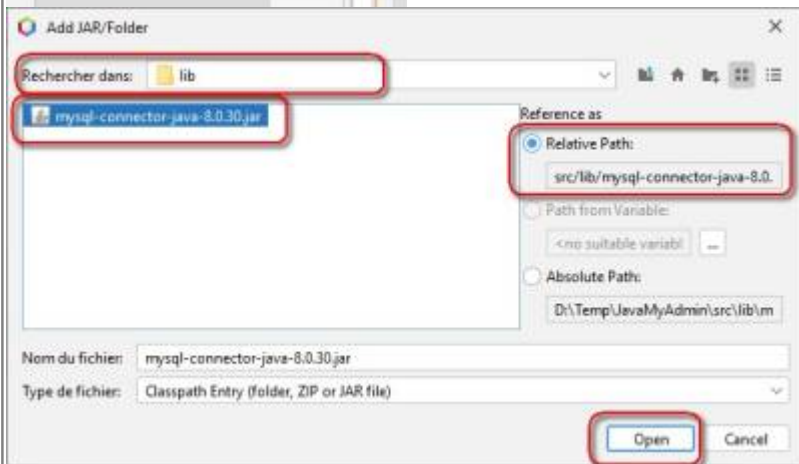 Add JAR/Folder
Rechercher dans: lib
mysql-connector-java-8.0.30.jar
Reference as
Relative Path:
src/lib/mysql-connector-java-8.0.
Path from Variable:
<no suitable variabl ...
Absolute Path:
D:\Temp\JavaMyAdmin\src\lib\m
Nom du fichier: mysql-connector-java-8.0.30.jar
Type de fichier: Classpath Entry (folder, ZIP or JAR file)
Open Cancel